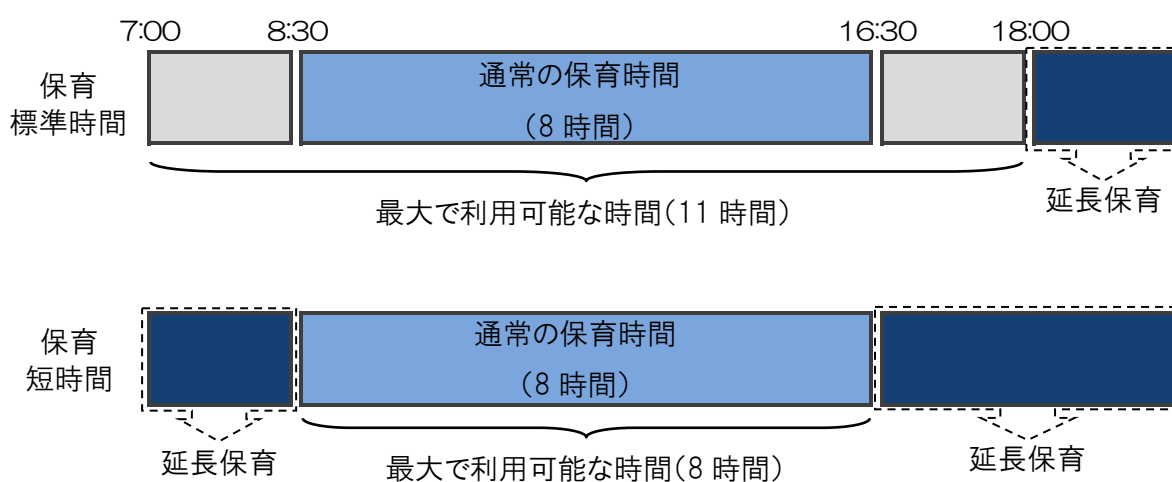 7:00 8:30 16:30 18:00
保育
標準時間
通常の保育時間
（8 時間）
最大で利用可能な時間（11 時間）
延長保育
保育
短時間
通常の保育時間
（8 時間）
延長保育
最大で利用可能な時間（8 時間）
延長保育